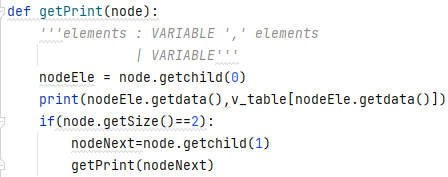 def getPrint(node):
    '''elements : VARIABLE ',' elements
                | VARIABLE'''
    nodeEle = node.getchild(0)
    print(nodeEle.getdata(),v_table[nodeEle.getdata()])
    if(node.getSize()==2):
        nodeNext=node.getchild(1)
        getPrint(nodeNext)